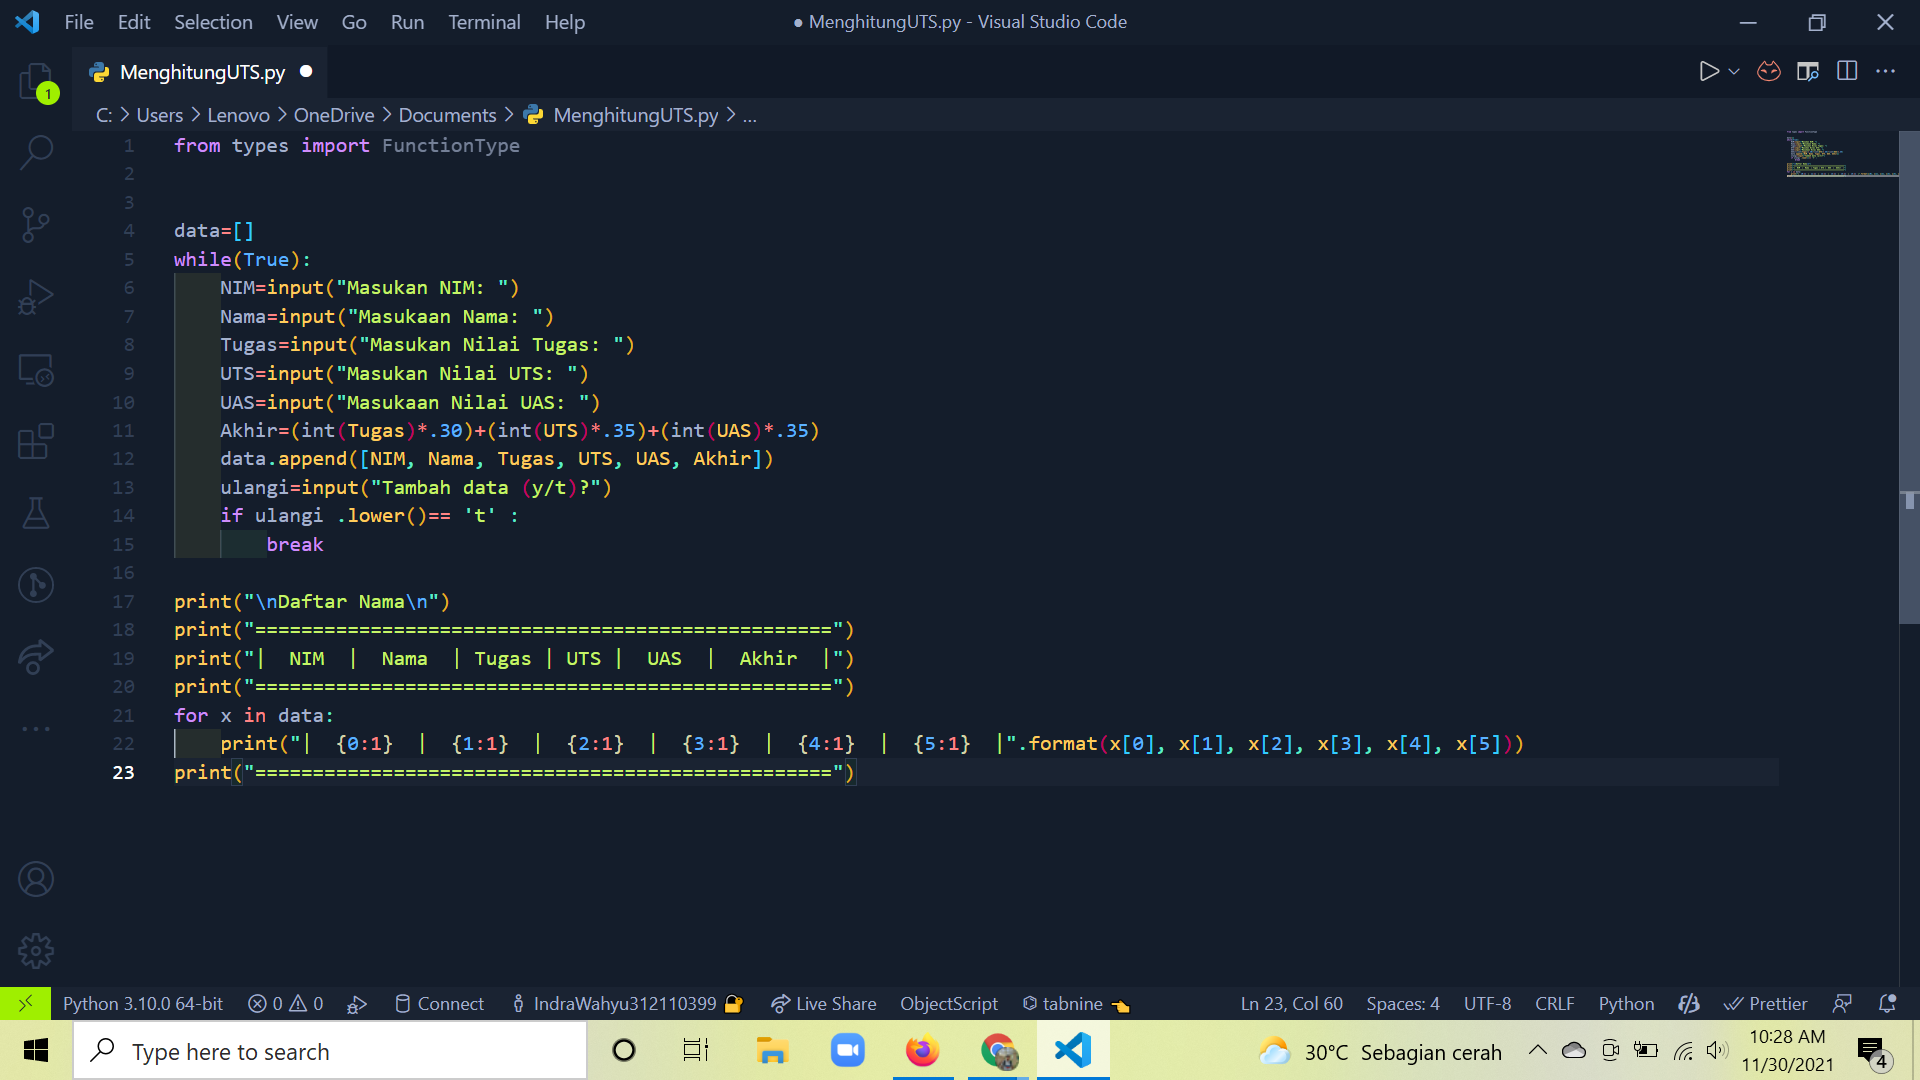 File Edit Selection View Go Run Terminal Help ● MenghitungUTS.py - Visual Studio Code
MenghitungUTS.py
1
C: > Users > Lenovo > OneDrive > Documents > MenghitungUTS.py > ...
1 from types import FunctionType
2
3
4 data=[]
5 while(True):
6 NIM=input("Masukan NIM: ")
7 Nama=input("Masukaan Nama: ")
8 Tugas=input("Masukan Nilai Tugas: ")
9 UTS=input("Masukan Nilai UTS: ")
10 UAS=input("Masukaan Nilai UAS: ")
11 Akhir=(int(Tugas)*.30)+(int(UTS)*.35)+(int(UAS)*.35)
12 data.append([NIM, Nama, Tugas, UTS, UAS, Akhir])
13 ulangi=input("Tambah data (y/t)?")
14 if ulangi .lower()== 't' :
15 break
16
17 print("\nDaftar Nama\n")
18 print("==================================================")
19 print("|  NIM  |  Nama  | Tugas | UTS |  UAS  |  Akhir  |")
20 print("==================================================")
21 for x in data:
22 print("|  {0:1}  |  {1:1}  |  {2:1}  |  {3:1}  |  {4:1}  |  {5:1}  |".format(x[0], x[1], x[2], x[3], x[4], x[5]))
23 print("==================================================")
Python 3.10.0 64-bit 0 0 Connect IndraWahyu312110399 Live Share ObjectScript tabnine Ln 23, Col 60 Spaces: 4 UTF-8 CRLF Python Prettier
Type here to search 30°C Sebagian cerah 10:28 AM
11/30/2021
4